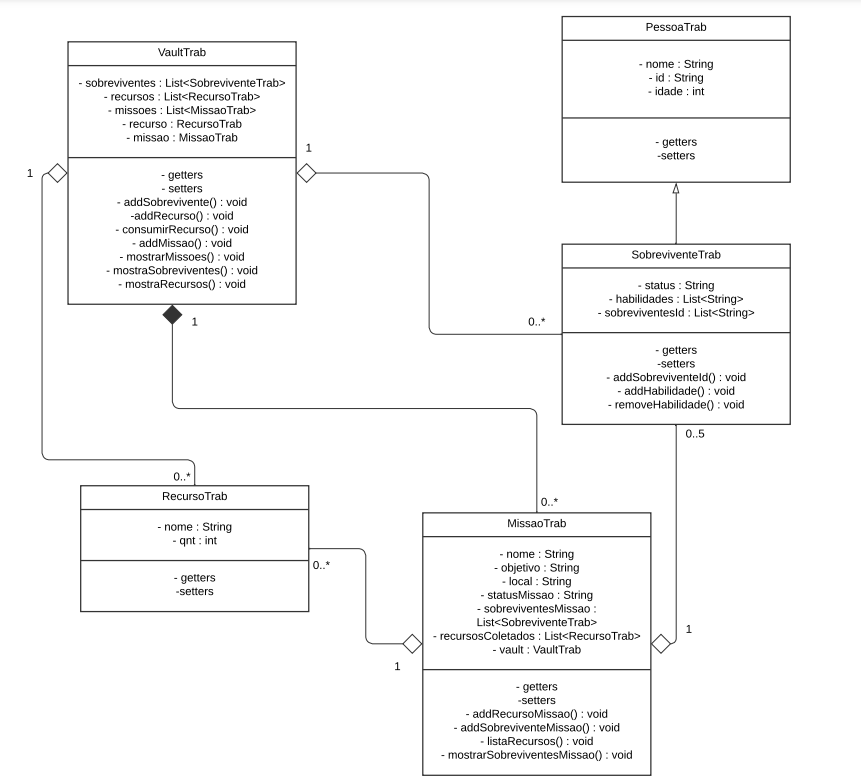 VaultTrab
- sobreviventes : List<SobreviventeTrab>
- recursos : List<RecursoTrab>
- missoes : List<MissaoTrab>
- recurso : RecursoTrab
- missao : MissaoTrab
- getters
- setters
- addSobrevivente() : void
-addRecurso() : void
- consumirRecurso() : void
- addMissao() : void
- mostrarMissoes() : void
- mostraSobreviventes() : void
- mostraRecursos() : void
1
1
1
PessoaTrab
- nome : String
- id : String
- idade : int
- getters
-setters
SobreviventeTrab
- status : String
- habilidades : List<String>
- sobreviventesId : List<String>
- getters
-setters
- addSobreviventeId() : void
- addHabilidade() : void
- removeHabilidade() : void
0..*
0..5
0..*
RecursoTrab
- nome : String
- qnt : int
- getters
-setters
0..*
0..*
MissaoTrab
- nome : String
- objetivo : String
- local : String
- statusMissao : String
- sobreviventesMissao :
List<SobreviventeTrab>
- recursosColetados : List<RecursoTrab>
- vault : VaultTrab
- getters
-setters
- addRecursoMissao() : void
- addSobreviventeMissao() : void
- listaRecursos() : void
- mostrarSobreviventesMissao() : void
1
1